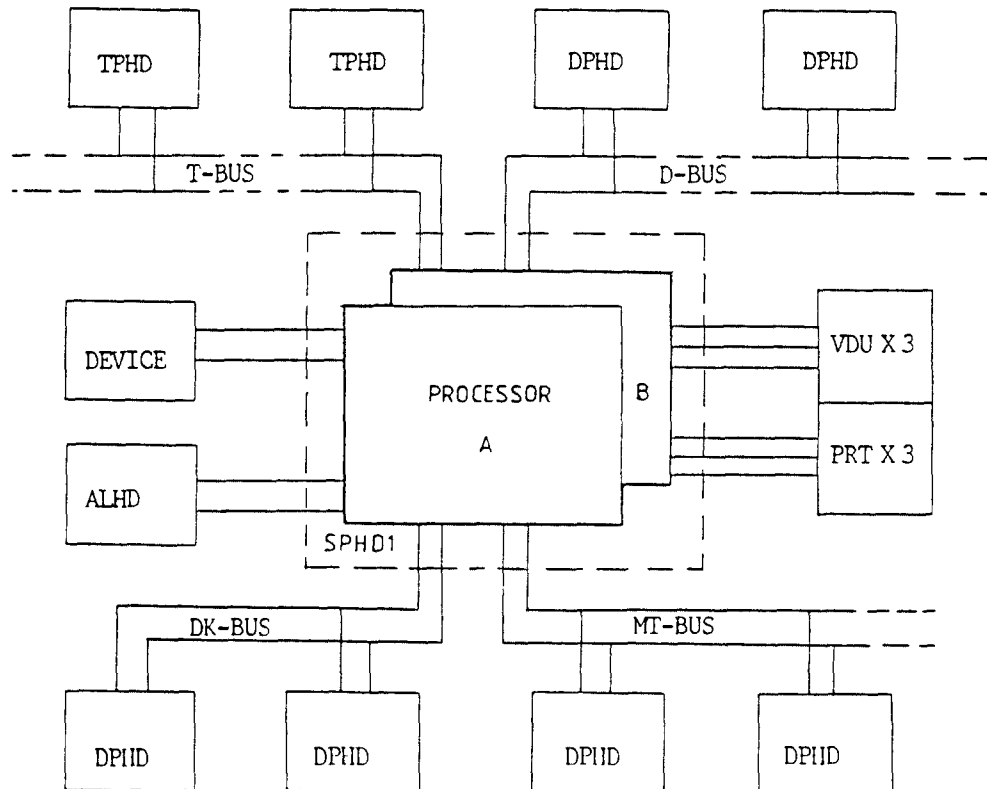 TPHD TPHD DPHD DPHD
T-BUS D-BUS
DEVICE
VDU X 3
PROCESSOR
A
B
PRT X 3
ALHD
SPHD1
DK-BUS MT-BUS
DPHD DPHD DPHD DPHD